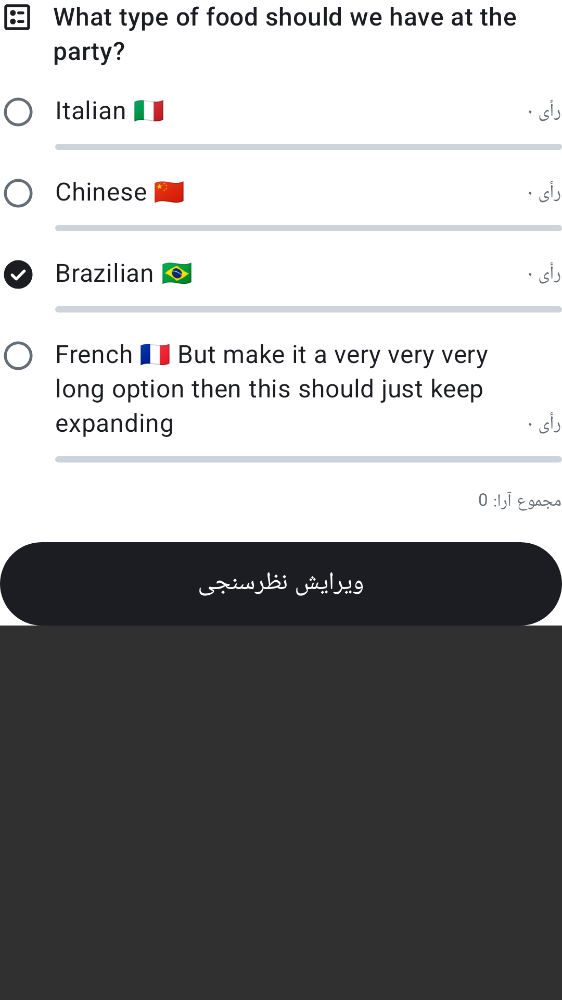 What type of food should we have at the
party?
Italian 🇮🇹
۰ رأی
Chinese 🇨🇳
۰ رأی
Brazilian 🇧🇷
۰ رأی
French 🇫🇷 But make it a very very very
long option then this should just keep
expanding
۰ رأی
مجموع آرا: 0
ویرایش نظرسنجی